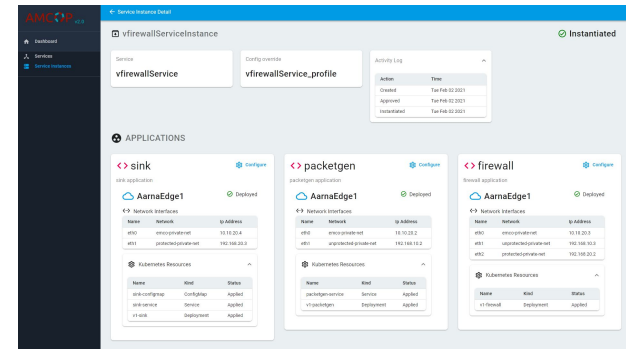 AMCOP v2.0
← Service Instance Detail
Dashboard
Services
Service Instances
vfirewallServiceInstance
Instantiated
Service
vfirewallService
Config override
vfirewallService_profile
Activity Log
Action Time
Created Tue Feb 02 2021
Approved Tue Feb 02 2021
Instantiated Tue Feb 02 2021
APPLICATIONS
<> sink Configure
sink application
AarnaEdge1 Deployed
Network Interfaces
Name Network Ip Address
eth0 emco-private-net 10.10.20.4
eth1 protected-private-net 192.168.20.3
Kubernetes Resources
Name Kind Status
sink-configmap ConfigMap Applied
sink-service Service Applied
v1-sink Deployment Applied
<> packetgen Configure
packetgen application
AarnaEdge1 Deployed
Network Interfaces
Name Network Ip Address
eth0 emco-private-net 10.10.20.2
eth1 unprotected-private-net 192.168.10.2
Kubernetes Resources
Name Kind Status
packetgen-service Service Applied
v1-packetgen Deployment Applied
<> firewall Configure
firewall application
AarnaEdge1 Deployed
Network Interfaces
Name Network Ip Address
eth0 emco-private-net 10.10.20.3
eth1 unprotected-private-net 192.168.10.3
eth2 protected-private-net 192.168.20.2
Kubernetes Resources
Name Kind Status
v1-firewall Deployment Applied